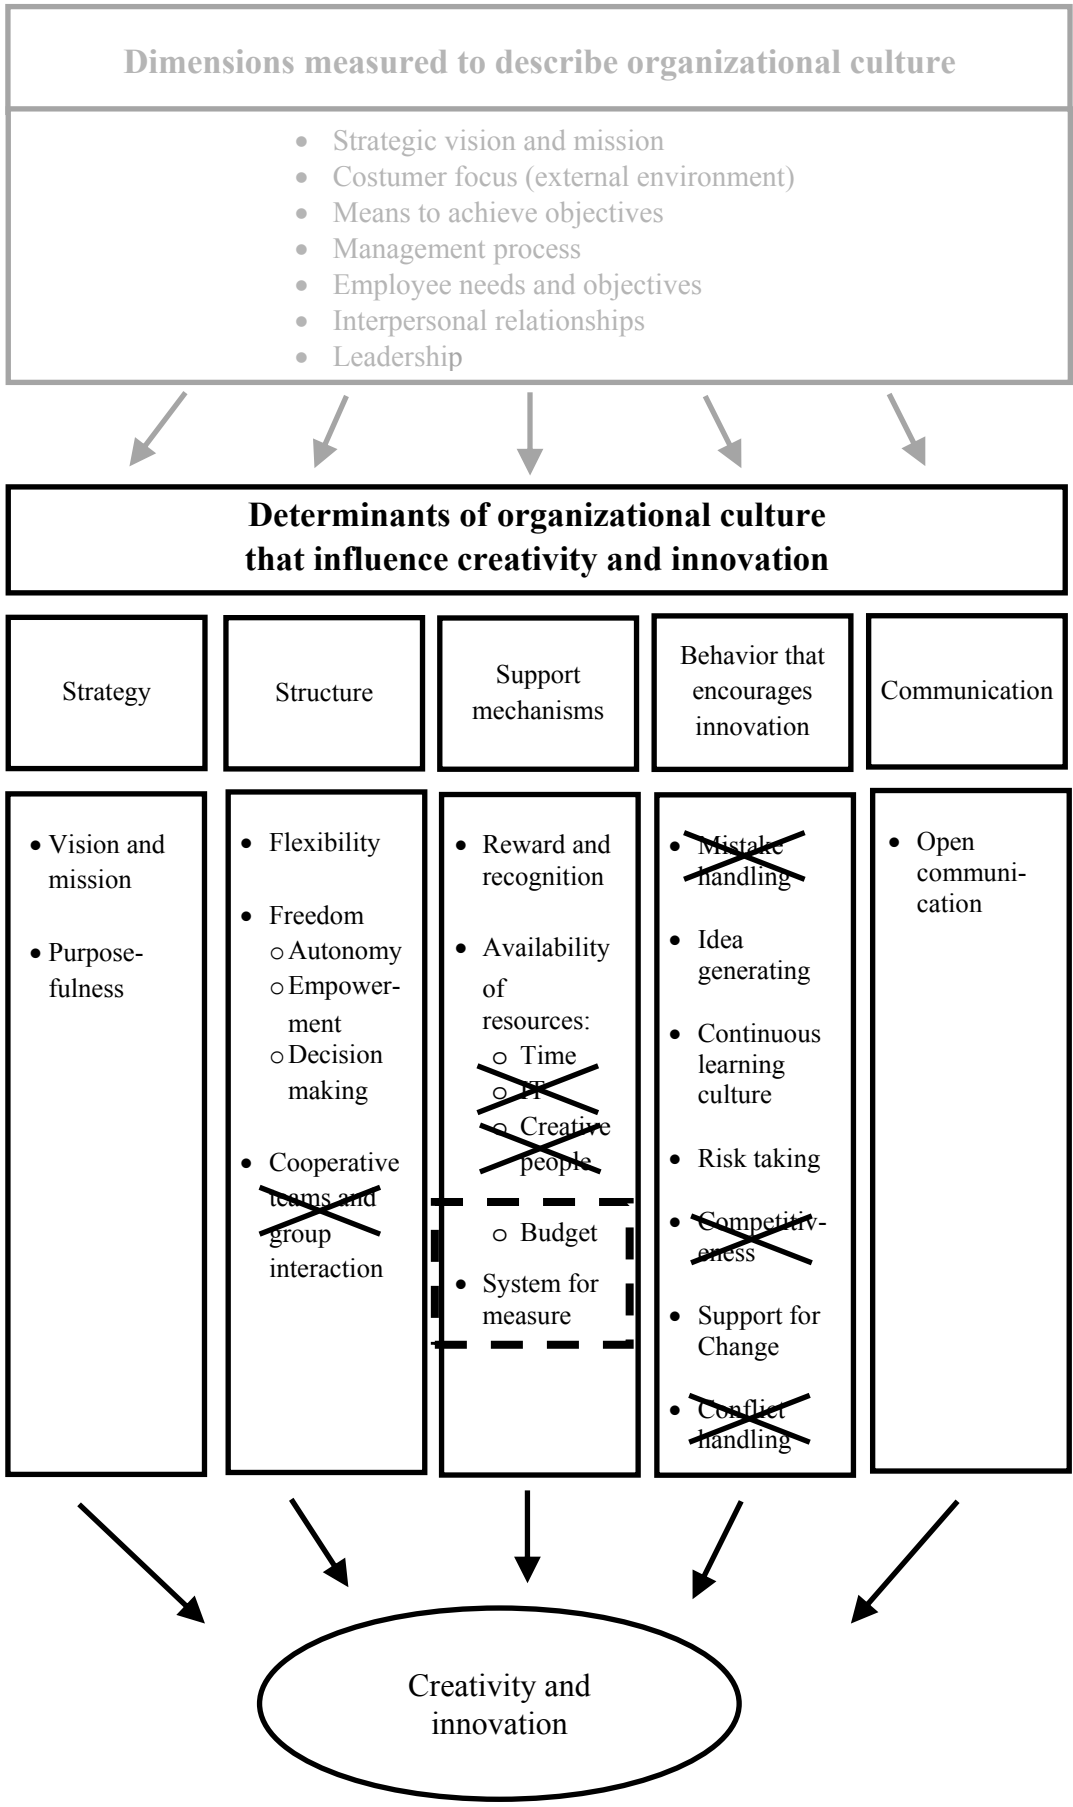 Dimensions measured to describe organizational culture
• Strategic vision and mission
• Costumer focus (external environment)
• Means to achieve objectives
• Management process
• Employee needs and objectives
• Interpersonal relationships
• Leadership
Determinants of organizational culture
that influence creativity and innovation
Strategy
Structure
Support
mechanisms
Behavior that
encourages
innovation
Communication
• Vision and
mission
• Purpose-
fulness
• Flexibility
• Freedom
o Autonomy
o Empower-
ment
o Decision
making
• Cooperative
teams and
group
interaction
• Reward and
recognition
• Availability
of
resources:
o Time
o IT
o Creative
people
o Budget
• System for
measure
• Mistake
handling
• Idea
generating
• Continuous
learning
culture
• Risk taking
• Competitiv-
eness
• Support for
Change
• Conflict
handling
• Open
communi-
cation
Creativity and
innovation